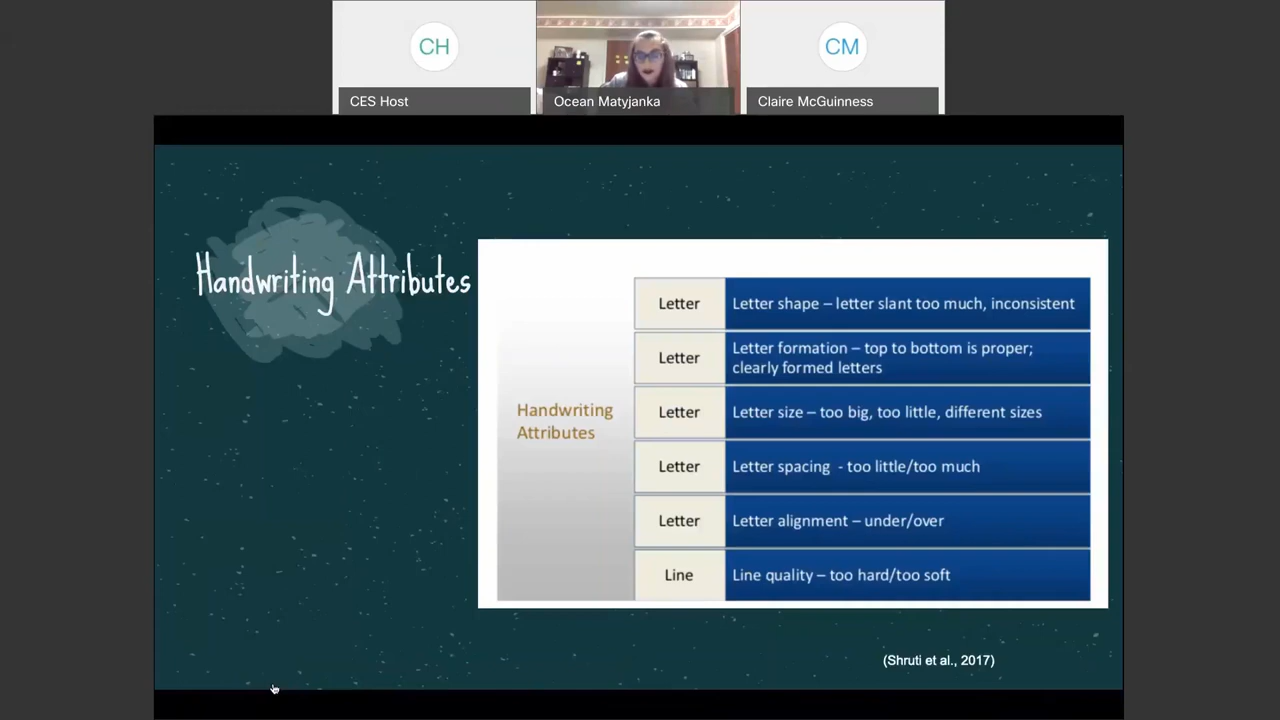 CH
CM
CES Host
Ocean Matyjanka
Claire McGuinness
Handwriting Attributes
Handwriting
Attributes
Letter
Letter shape – letter slant too much, inconsistent
Letter
Letter formation – top to bottom is proper;
clearly formed letters
Letter
Letter size – too big, too little, different sizes
Letter
Letter spacing - too little/too much
Letter
Letter alignment – under/over
Line
Line quality – too hard/too soft
(Shruti et al., 2017)